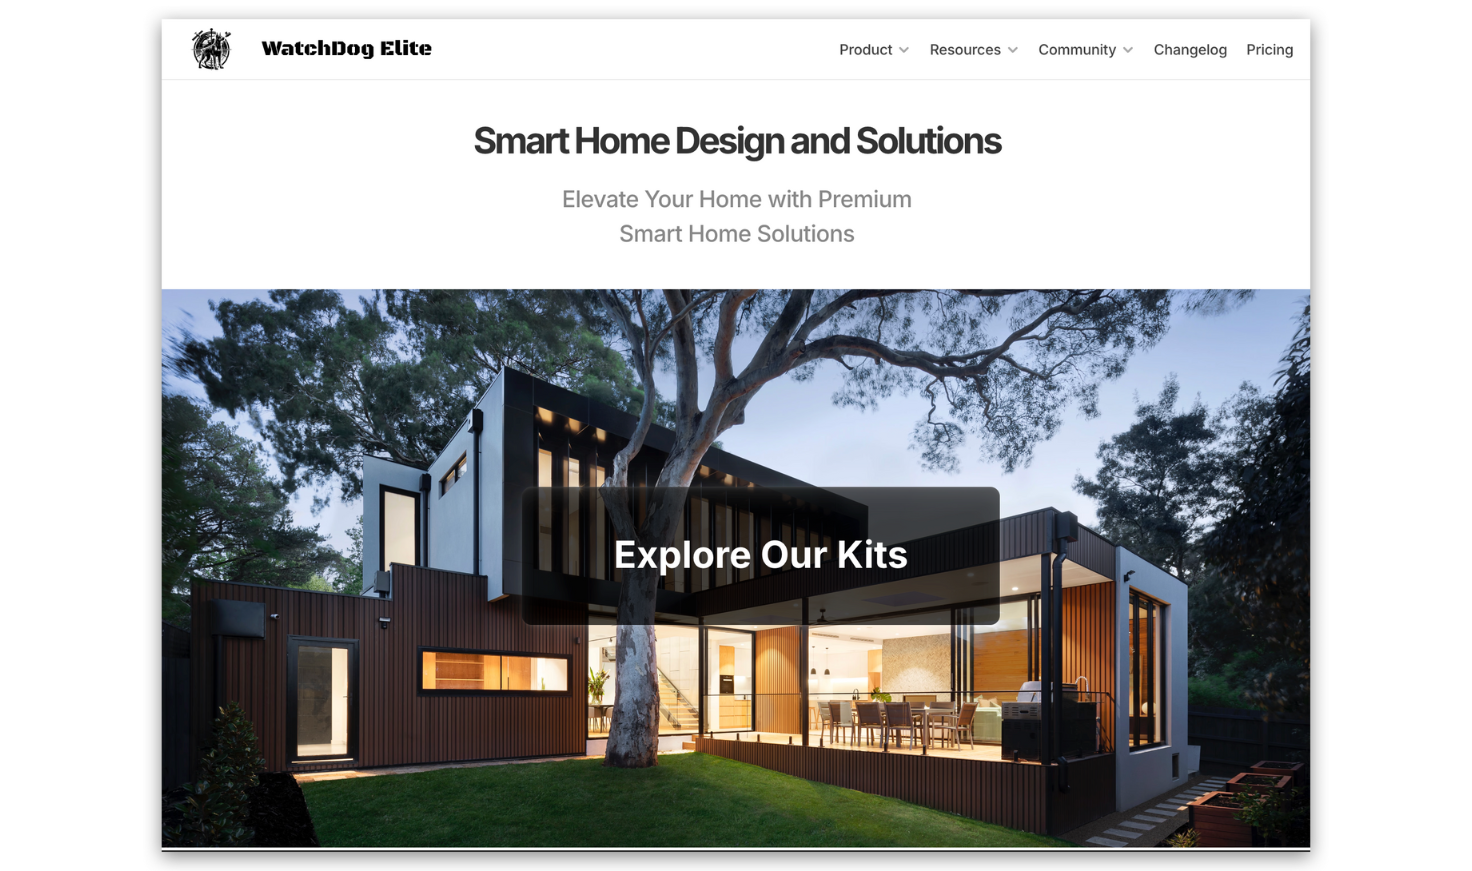 WatchDog Elite
Product Resources Community Changelog Pricing
Smart Home Design and Solutions
Elevate Your Home with Premium
Smart Home Solutions
Explore Our Kits